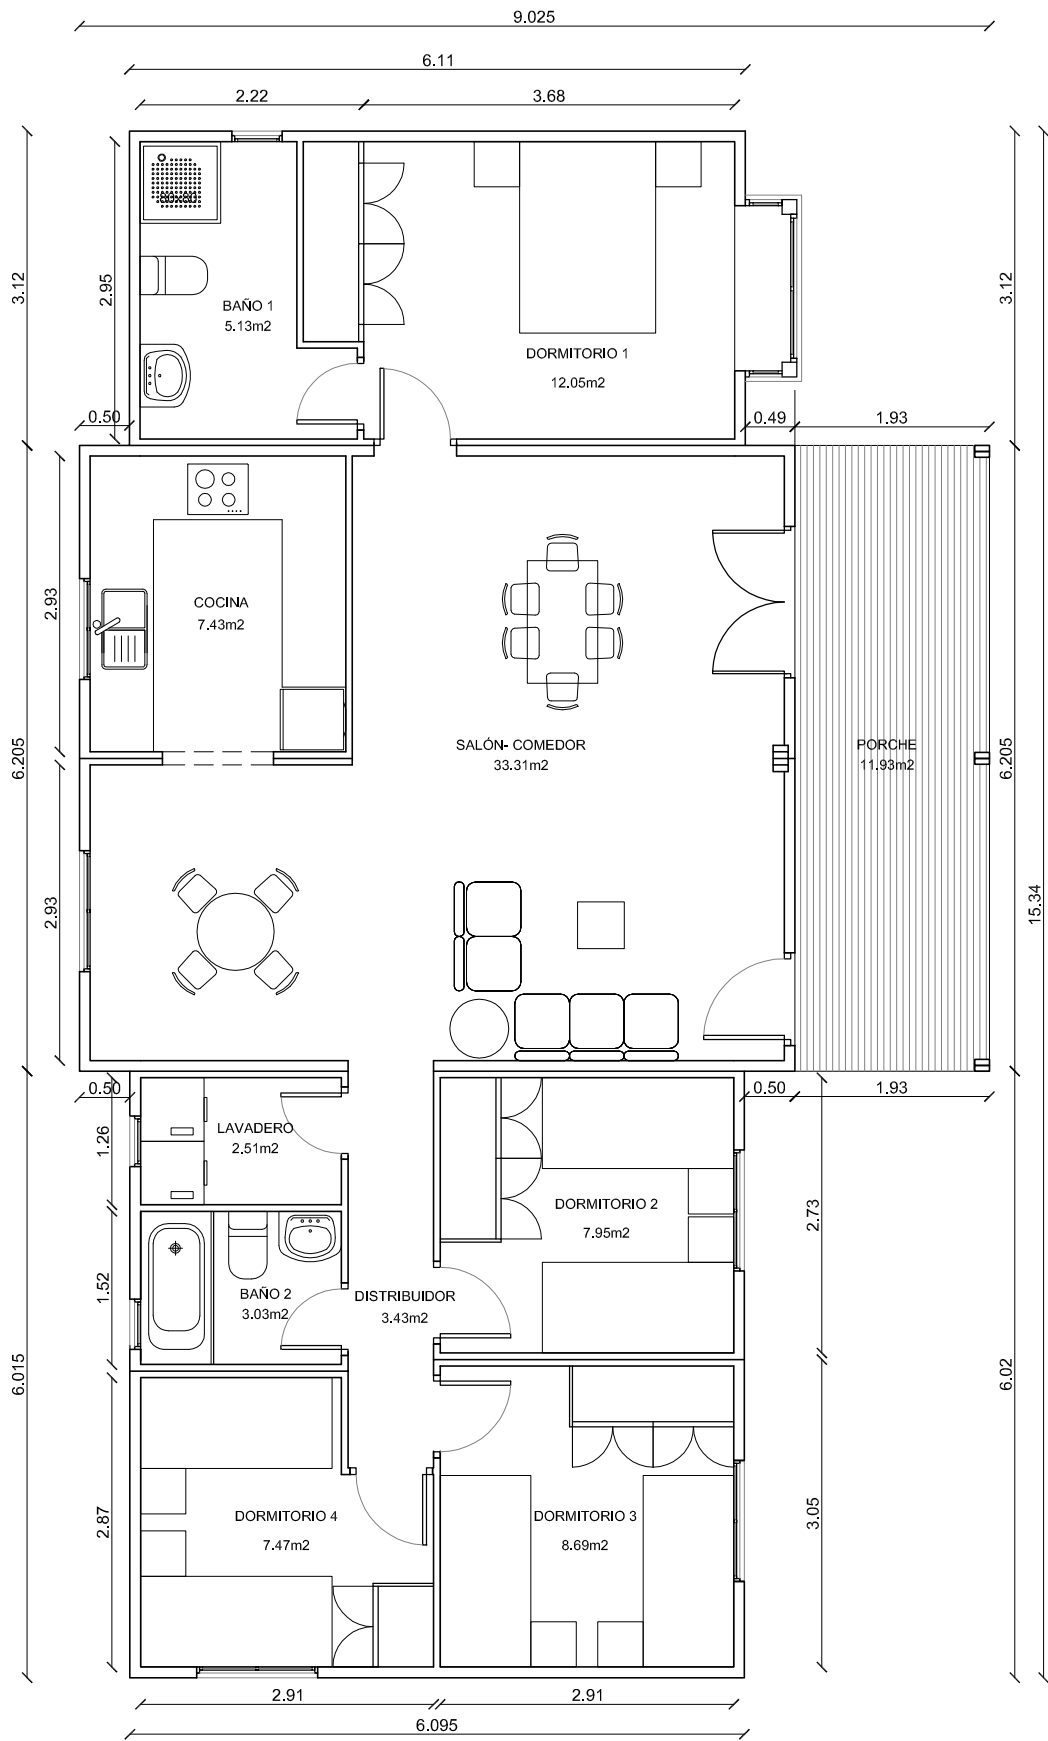 9.025
6.11
2.22
3.68
3.12
2.95
3.12
80x80
BAÑO 1
5.13m2
DORMITORIO 1
12.05m2
0.50
0.49
1.93
2.93
COCINA
7.43m2
6.205
SALÓN- COMEDOR
33.31m2
PORCHE
11.93m2
6.205
2.93
15.34
0.50
0.50
1.93
1.26
LAVADERO
2.51m2
DORMITORIO 2
7.95m2
2.73
1.52
BAÑO 2
3.03m2
DISTRIBUIDOR
3.43m2
6.015
6.02
2.87
DORMITORIO 4
7.47m2
DORMITORIO 3
8.69m2
3.05
2.91
2.91
6.095